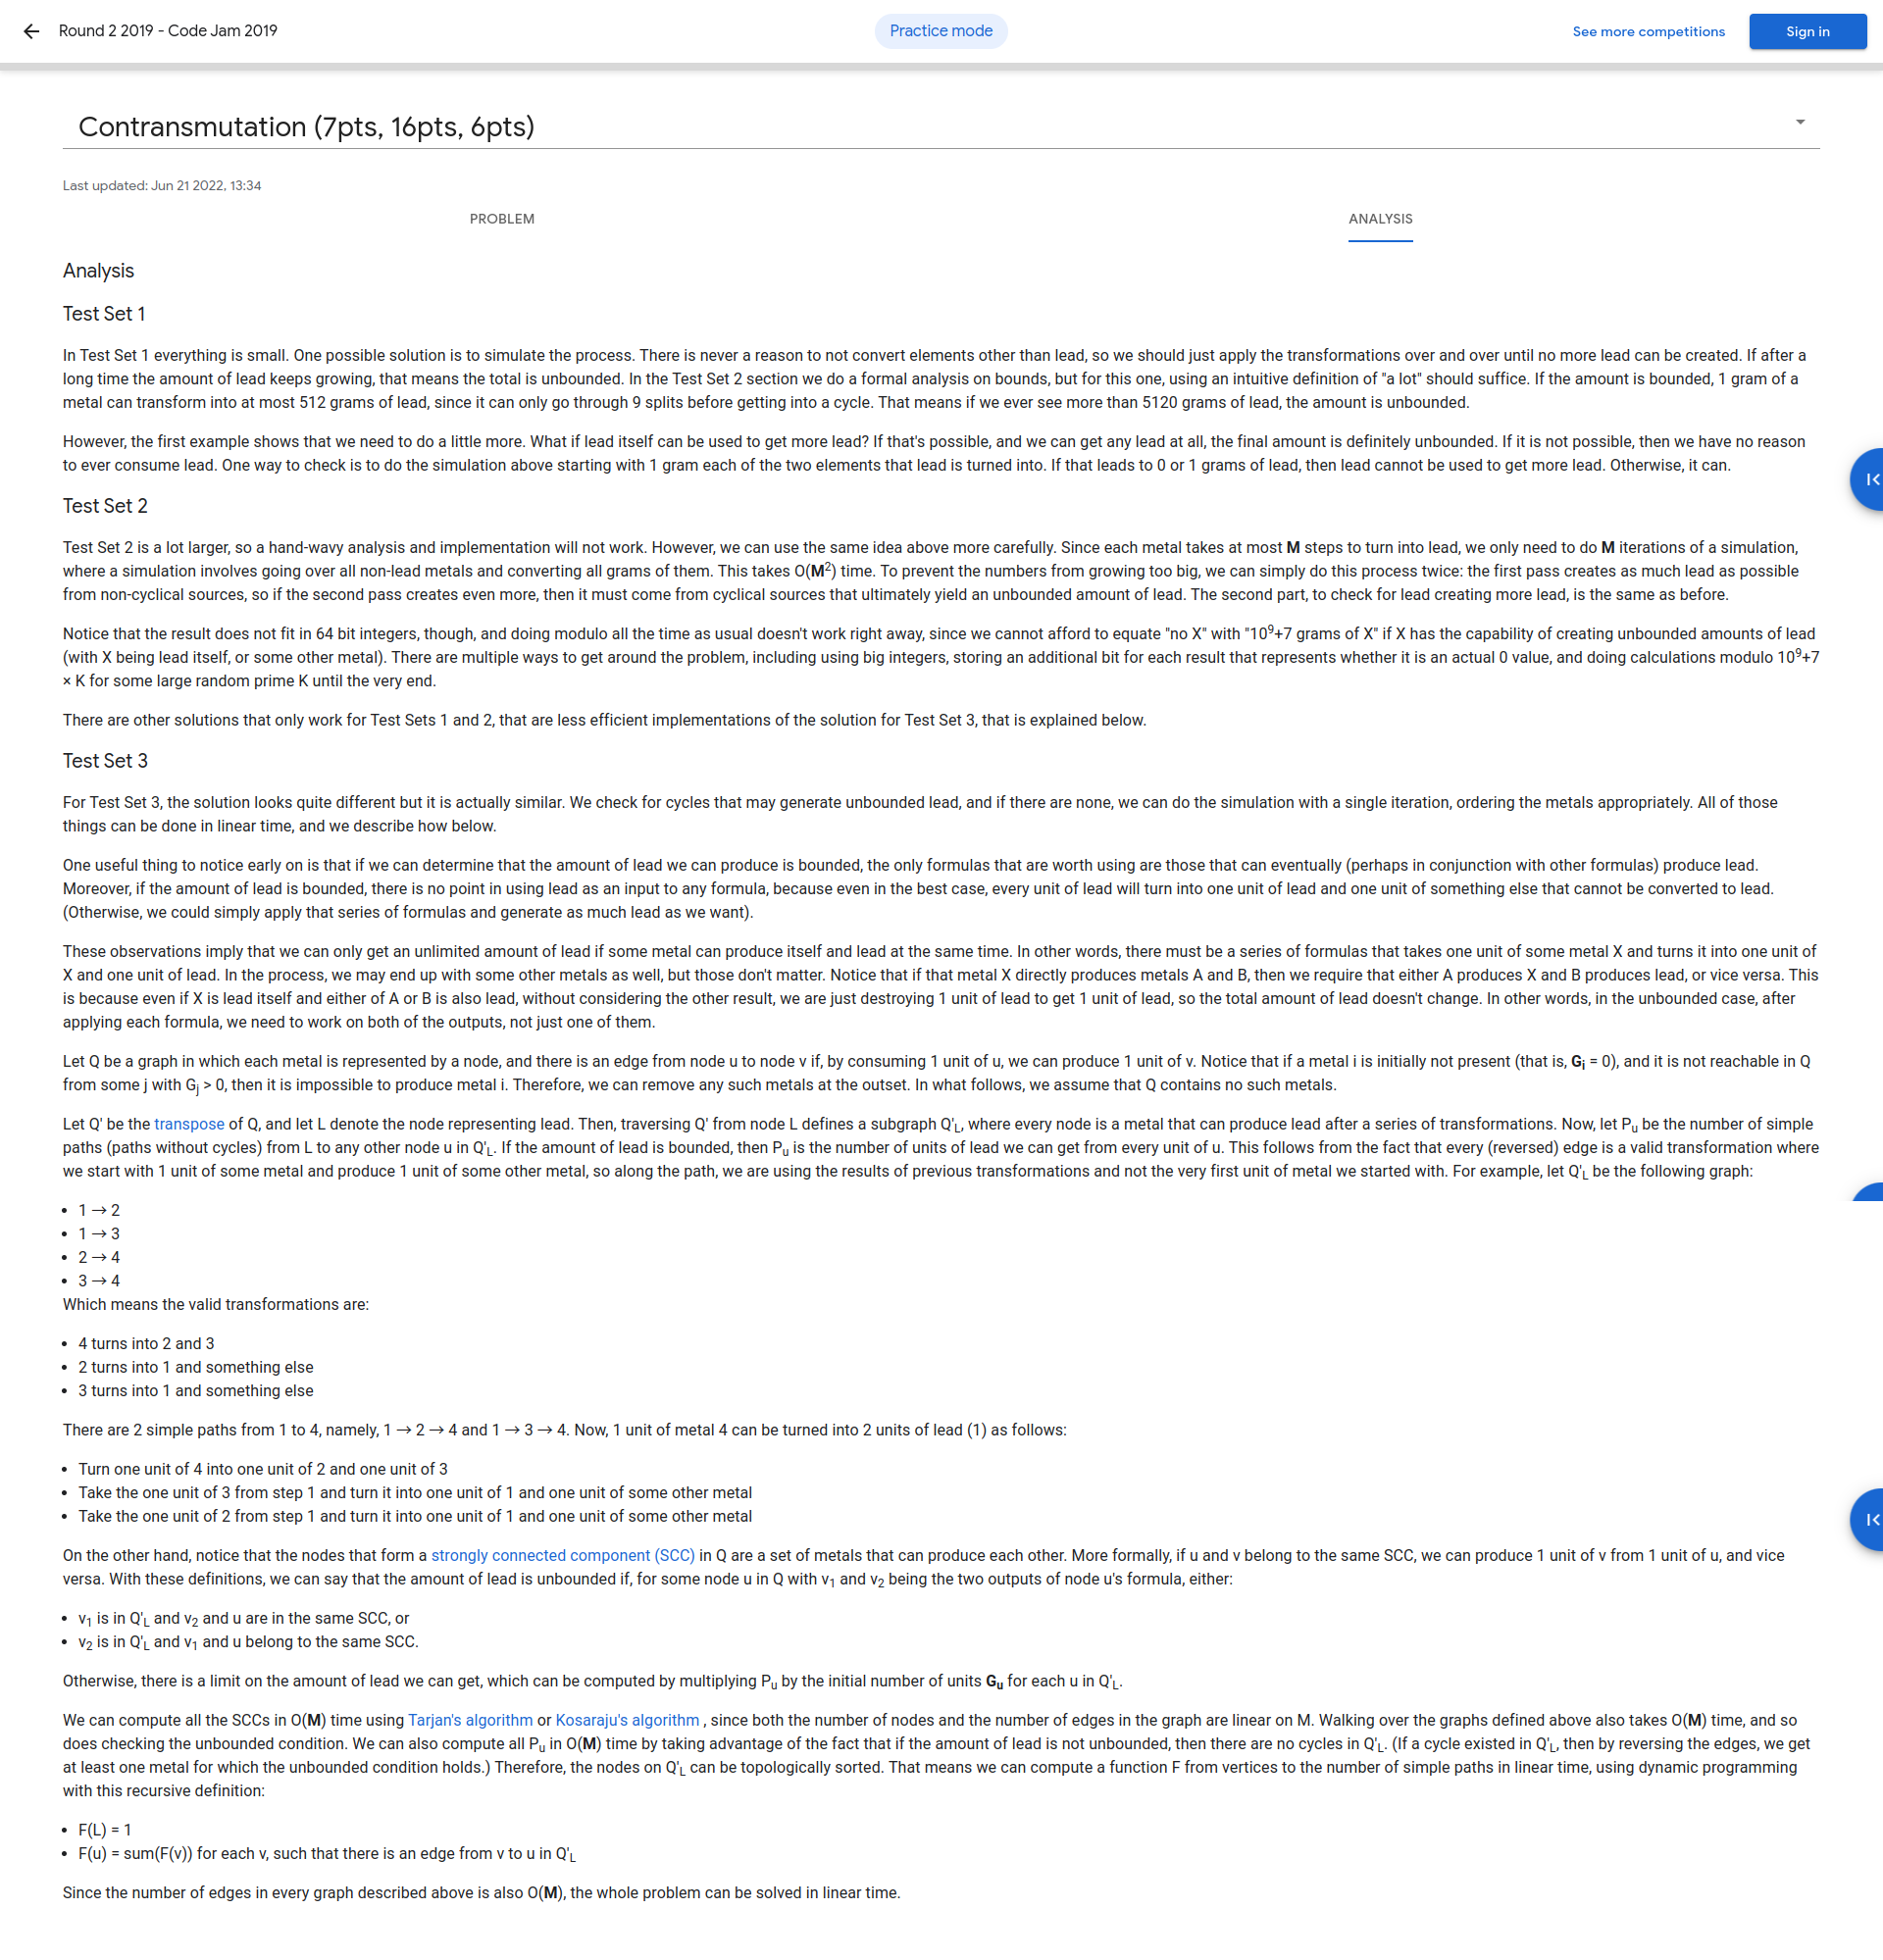 Round 2 2019 - Code Jam 2019
Practice mode
See more competitions
Sign in
Contransmutation (7pts, 16pts, 6pts)
Last updated: Jun 21 2022, 13:34
PROBLEM
ANALYSIS
Analysis
Test Set 1
In Test Set 1 everything is small. One possible solution is to simulate the process. There is never a reason to not convert elements other than lead, so we should just apply the transformations over and over until no more lead can be created. If after a
long time the amount of lead keeps growing, that means the total is unbounded. In the Test Set 2 section we do a formal analysis on bounds, but for this one, using an intuitive definition of "a lot" should suffice. If the amount is bounded, 1 gram of a
metal can transform into at most 512 grams of lead, since it can only go through 9 splits before getting into a cycle. That means if we ever see more than 5120 grams of lead, the amount is unbounded.
However, the first example shows that we need to do a little more. What if lead itself can be used to get more lead? If that's possible, and we can get any lead at all, the final amount is definitely unbounded. If it is not possible, then we have no reason
to ever consume lead. One way to check is to do the simulation above starting with 1 gram each of the two elements that lead is turned into. If that leads to 0 or 1 grams of lead, then lead cannot be used to get more lead. Otherwise, it can.
Test Set 2
Test Set 2 is a lot larger, so a hand-wavy analysis and implementation will not work. However, we can use the same idea above more carefully. Since each metal takes at most M steps to turn into lead, we only need to do M iterations of a simulation,
where a simulation involves going over all non-lead metals and converting all grams of them. This takes O(M²) time. To prevent the numbers from growing too big, we can simply do this process twice: the first pass creates as much lead as possible
from non-cyclical sources, so if the second pass creates even more, then it must come from cyclical sources that ultimately yield an unbounded amount of lead. The second part, to check for lead creating more lead, is the same as before.
Notice that the result does not fit in 64 bit integers, though, and doing modulo all the time as usual doesn't work right away, since we cannot afford to equate "no X" with "10⁹+7 grams of X" if X has the capability of creating unbounded amounts of lead
(with X being lead itself, or some other metal). There are multiple ways to get around the problem, including using big integers, storing an additional bit for each result that represents whether it is an actual 0 value, and doing calculations modulo 10⁹+7
× K for some large random prime K until the very end.
There are other solutions that only work for Test Sets 1 and 2, that are less efficient implementations of the solution for Test Set 3, that is explained below.
Test Set 3
For Test Set 3, the solution looks quite different but it is actually similar. We check for cycles that may generate unbounded lead, and if there are none, we can do the simulation with a single iteration, ordering the metals appropriately. All of those
things can be done in linear time, and we describe how below.
One useful thing to notice early on is that if we can determine that the amount of lead we can produce is bounded, the only formulas that are worth using are those that can eventually (perhaps in conjunction with other formulas) produce lead.
Moreover, if the amount of lead is bounded, there is no point in using lead as an input to any formula, because even in the best case, every unit of lead will turn into one unit of lead and one unit of something else that cannot be converted to lead.
(Otherwise, we could simply apply that series of formulas and generate as much lead as we want).
These observations imply that we can only get an unlimited amount of lead if some metal can produce itself and lead at the same time. In other words, there must be a series of formulas that takes one unit of some metal X and turns it into one unit of
X and one unit of lead. In the process, we may end up with some other metals as well, but those don't matter. Notice that if that metal X directly produces metals A and B, then we require that either A produces X and B produces lead, or vice versa. This
is because even if X is lead itself and either of A or B is also lead, without considering the other result, we are just destroying 1 unit of lead to get 1 unit of lead, so the total amount of lead doesn't change. In other words, in the unbounded case, after
applying each formula, we need to work on both of the outputs, not just one of them.
Let Q be a graph in which each metal is represented by a node, and there is an edge from node u to node v if, by consuming 1 unit of u, we can produce 1 unit of v. Notice that if a metal i is initially not present (that is, Gᵢ = 0), and it is not reachable in Q
from some j with Gⱼ > 0, then it is impossible to produce metal i. Therefore, we can remove any such metals at the outset. In what follows, we assume that Q contains no such metals.
Let Q' be the transpose of Q, and let L denote the node representing lead. Then, traversing Q' from node L defines a subgraph Q'L, where every node is a metal that can produce lead after a series of transformations. Now, let Pu be the number of simple
paths (paths without cycles) from L to any other node u in Q'L. If the amount of lead is bounded, then Pu is the number of units of lead we can get from every unit of u. This follows from the fact that every (reversed) edge is a valid transformation where
we start with 1 unit of some metal and produce 1 unit of some other metal, so along the path, we are using the results of previous transformations and not the very first unit of metal we started with. For example, let Q'L be the following graph:
• 1 → 2
• 1 → 3
• 2 → 4
• 3 → 4
Which means the valid transformations are:
• 4 turns into 2 and 3
• 2 turns into 1 and something else
• 3 turns into 1 and something else
There are 2 simple paths from 1 to 4, namely, 1 → 2 → 4 and 1 → 3 → 4. Now, 1 unit of metal 4 can be turned into 2 units of lead (1) as follows:
• Turn one unit of 4 into one unit of 2 and one unit of 3
• Take the one unit of 3 from step 1 and turn it into one unit of 1 and one unit of some other metal
• Take the one unit of 2 from step 1 and turn it into one unit of 1 and one unit of some other metal
On the other hand, notice that the nodes that form a strongly connected component (SCC) in Q are a set of metals that can produce each other. More formally, if u and v belong to the same SCC, we can produce 1 unit of v from 1 unit of u, and vice
versa. With these definitions, we can say that the amount of lead is unbounded if, for some node u in Q with v₁ and v₂ being the two outputs of node u's formula, either:
• v₁ is in Q'L and v₂ and u are in the same SCC, or
• v₂ is in Q'L and v₁ and u belong to the same SCC.
Otherwise, there is a limit on the amount of lead we can get, which can be computed by multiplying Pu by the initial number of units Gu for each u in Q'L.
We can compute all the SCCs in O(M) time using Tarjan's algorithm or Kosaraju's algorithm , since both the number of nodes and the number of edges in the graph are linear on M. Walking over the graphs defined above also takes O(M) time, and so
does checking the unbounded condition. We can also compute all Pu in O(M) time by taking advantage of the fact that if the amount of lead is not unbounded, then there are no cycles in Q'L. (If a cycle existed in Q'L, then by reversing the edges, we get
at least one metal for which the unbounded condition holds.) Therefore, the nodes on Q'L can be topologically sorted. That means we can compute a function F from vertices to the number of simple paths in linear time, using dynamic programming
with this recursive definition:
• F(L) = 1
• F(u) = sum(F(v)) for each v, such that there is an edge from v to u in Q'L
Since the number of edges in every graph described above is also O(M), the whole problem can be solved in linear time.